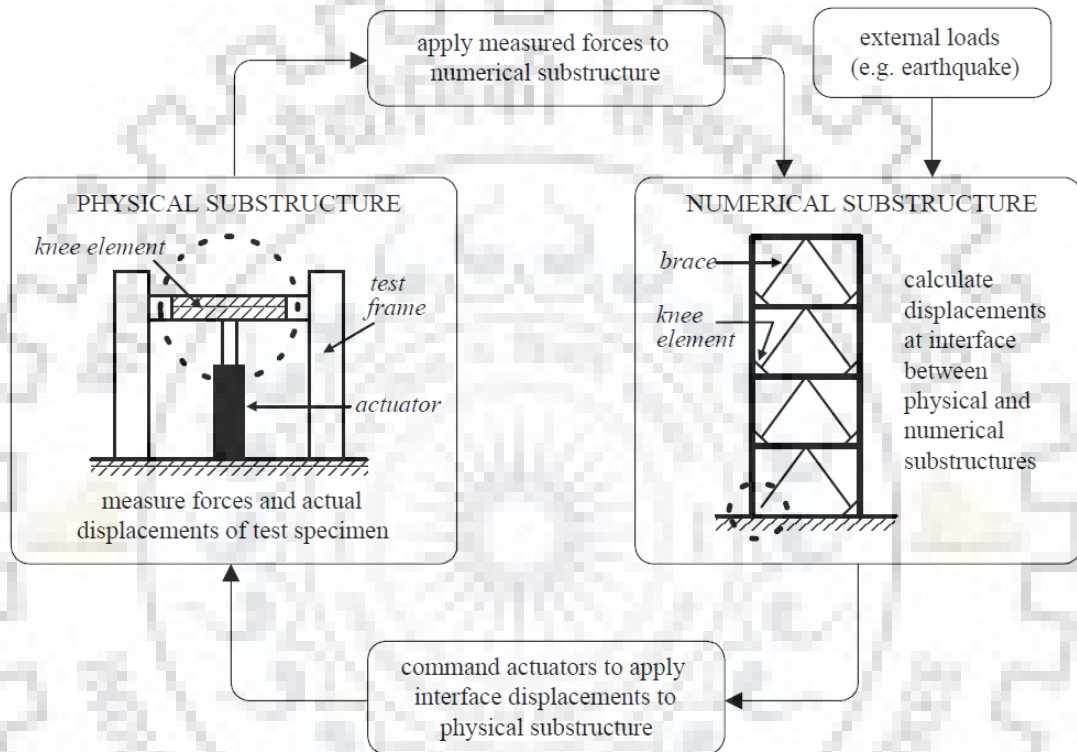 apply measured forces to
numerical substructure
external loads
(e.g. earthquake)
PHYSICAL SUBSTRUCTURE
knee element
test
frame
actuator
measure forces and actual
displacements of test specimen
NUMERICAL SUBSTRUCTURE
brace
knee
element
calculate
displacements
at interface
between
physical and
numerical
substructures
command actuators to apply
interface displacements to
physical substructure